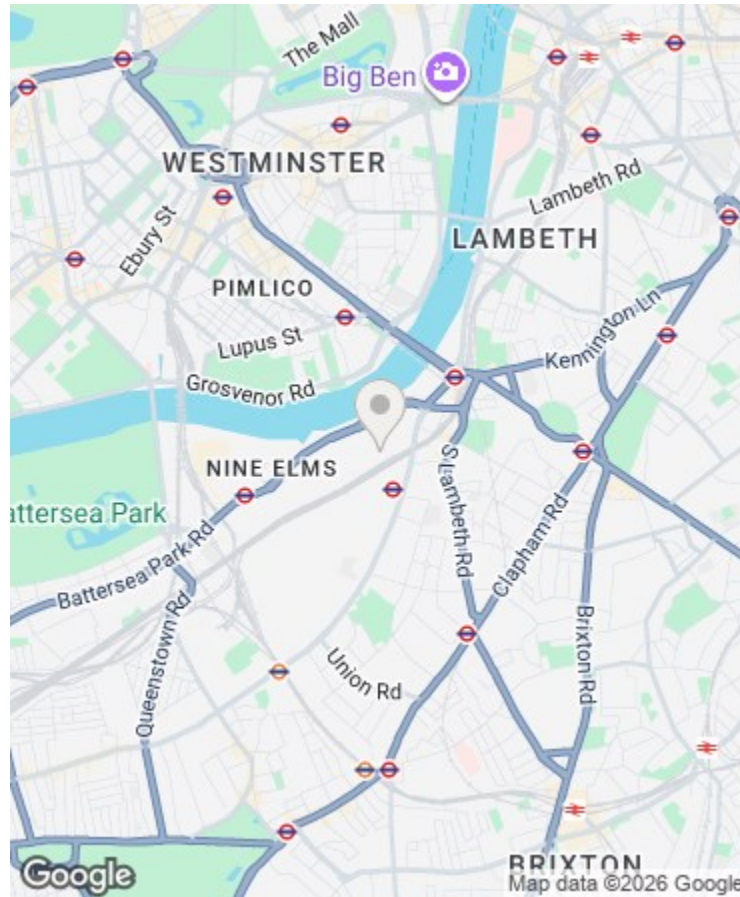 The Mall
Big Ben
WESTMINSTER
Lambeth Rd
Ebury St
LAMBETH
PIMLICO
Kennington Ln
Lupus St
Grosvenor Rd
NINE ELMS
S Lambeth Rd
attersea Park
Clapham Rd
Battersea Park Rd
Queenstown Rd
Brixton Rd
Union Rd
BRIXTON
Google
Map data ©2026 Google